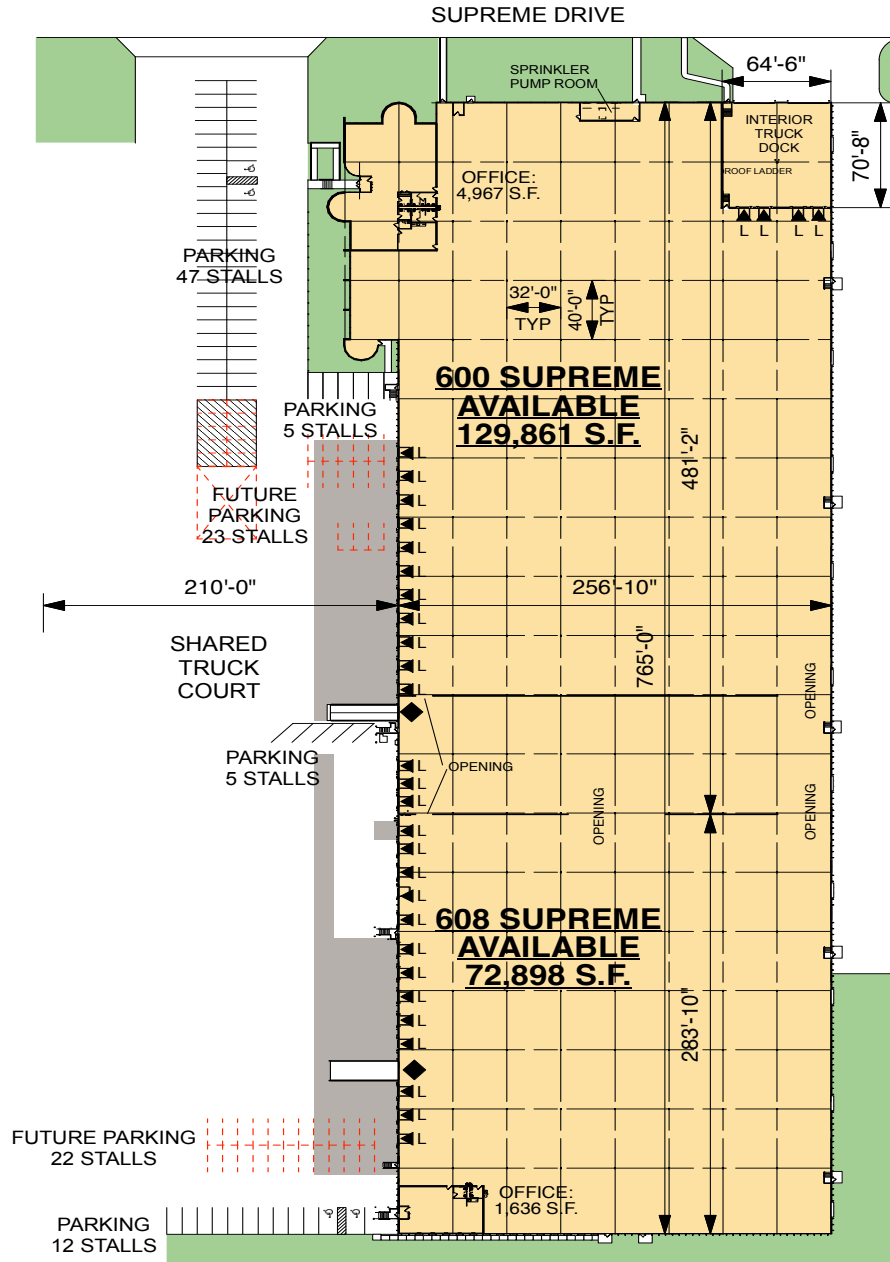 SUPREME DRIVE
64'-6"
SPRINKLER
PUMP ROOM
INTERIOR
TRUCK
DOCK
ROOF LADDER
70'-8"
OFFICE:
4,967 S.F.
L L L L
PARKING
47 STALLS
32'-0"
TYP
40'-0"
TYP
600 SUPREME
AVAILABLE
129,861 S.F.
PARKING
5 STALLS
481'-2"
L
L
L
FUTURE
PARKING
23 STALLS
L
L
L
210'-0"
256'-10"
L
L
L
L
L
SHARED
TRUCK
COURT
765'-0"
OPENING
PARKING
5 STALLS
OPENING
L
L
L
OPENING
OPENING
L
L
L
L
L
608 SUPREME
AVAILABLE
72,898 S.F.
L
L
L
L
L
283'-10"
L
L
L
FUTURE PARKING
22 STALLS
OFFICE:
1,636 S.F.
PARKING
12 STALLS